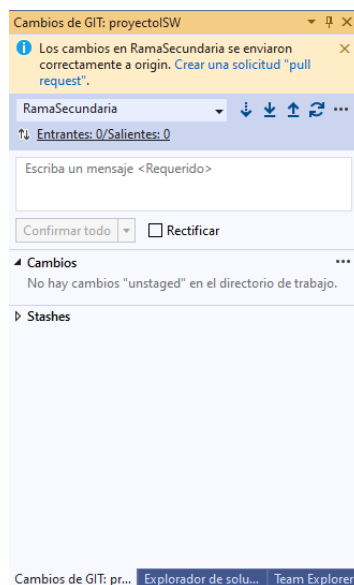 Cambios de GIT: proyectoISW
Los cambios en RamaSecundaria se enviaron
correctamente a origin. Crear una solicitud "pull
request".
RamaSecundaria
Entrantes: 0/Salientes: 0
Escriba un mensaje <Requerido>
Confirmar todo
Rectificar
Cambios
No hay cambios "unstaged" en el directorio de trabajo.
Stashes
Cambios de GIT: pr... Explorador de solu... Team Explorer